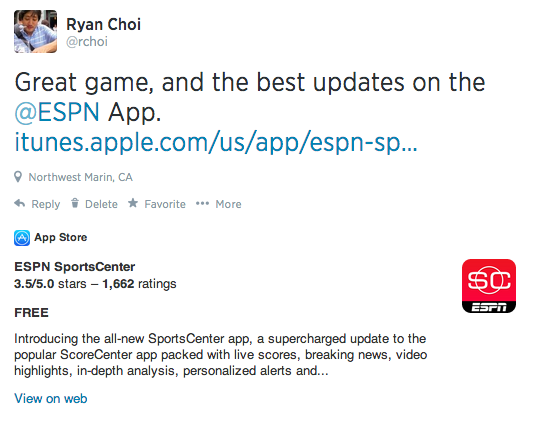 Ryan Choi
@rchoi
Great game, and the best updates on the
@ESPN App.
itunes.apple.com/us/app/espn-sp...
Northwest Marin, CA
Reply Delete Favorite ••• More
App Store
ESPN SportsCenter
3.5/5.0 stars – 1,662 ratings
SC
ESPN
FREE
Introducing the all-new SportsCenter app, a supercharged update to the
popular ScoreCenter app packed with live scores, breaking news, video
highlights, in-depth analysis, personalized alerts and...
View on web